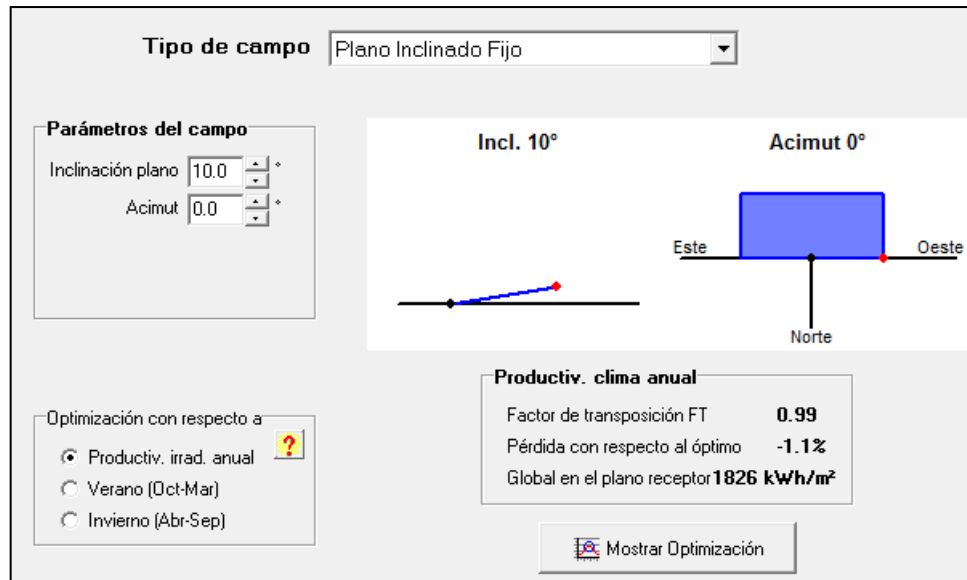 Tipo de campo Plano Inclinado Fijo
Parámetros del campo
Inclinación plano 10.0 °
Acimut 0.0 °
Incl. 10° Acimut 0°
Este Oeste
Norte
Optimización con respecto a
?
Productiv. irrad. anual
Verano (Oct-Mar)
Invierno (Abr-Sep)
Productiv. clima anual
Factor de transposición FT 0.99
Pérdida con respecto al óptimo -1.1%
Global en el plano receptor 1826 kWh/m²
Mostrar Optimización